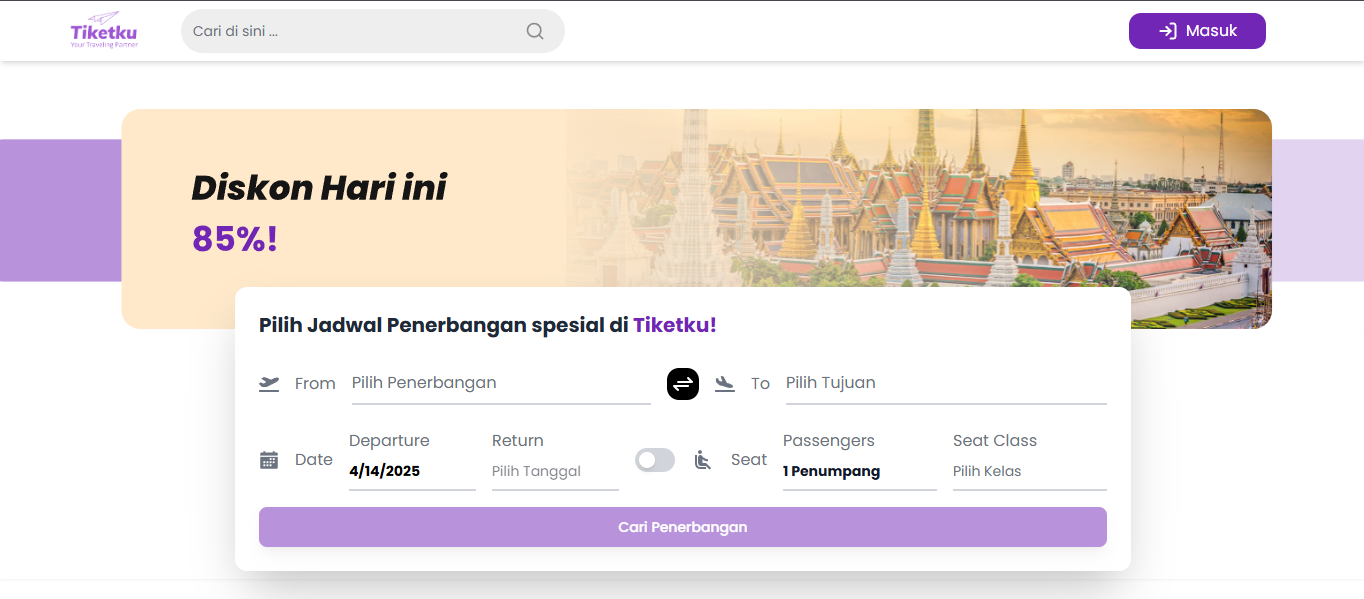 Tiketku
Your Traveling Partner
Cari di sini ...
Masuk
Diskon Hari ini
85%!
Pilih Jadwal Penerbangan spesial di Tiketku!
From Pilih Penerbangan To Pilih Tujuan
Departure Return Passengers Seat Class
Date Seat
4/14/2025 Pilih Tanggal 1 Penumpang Pilih Kelas
Cari Penerbangan